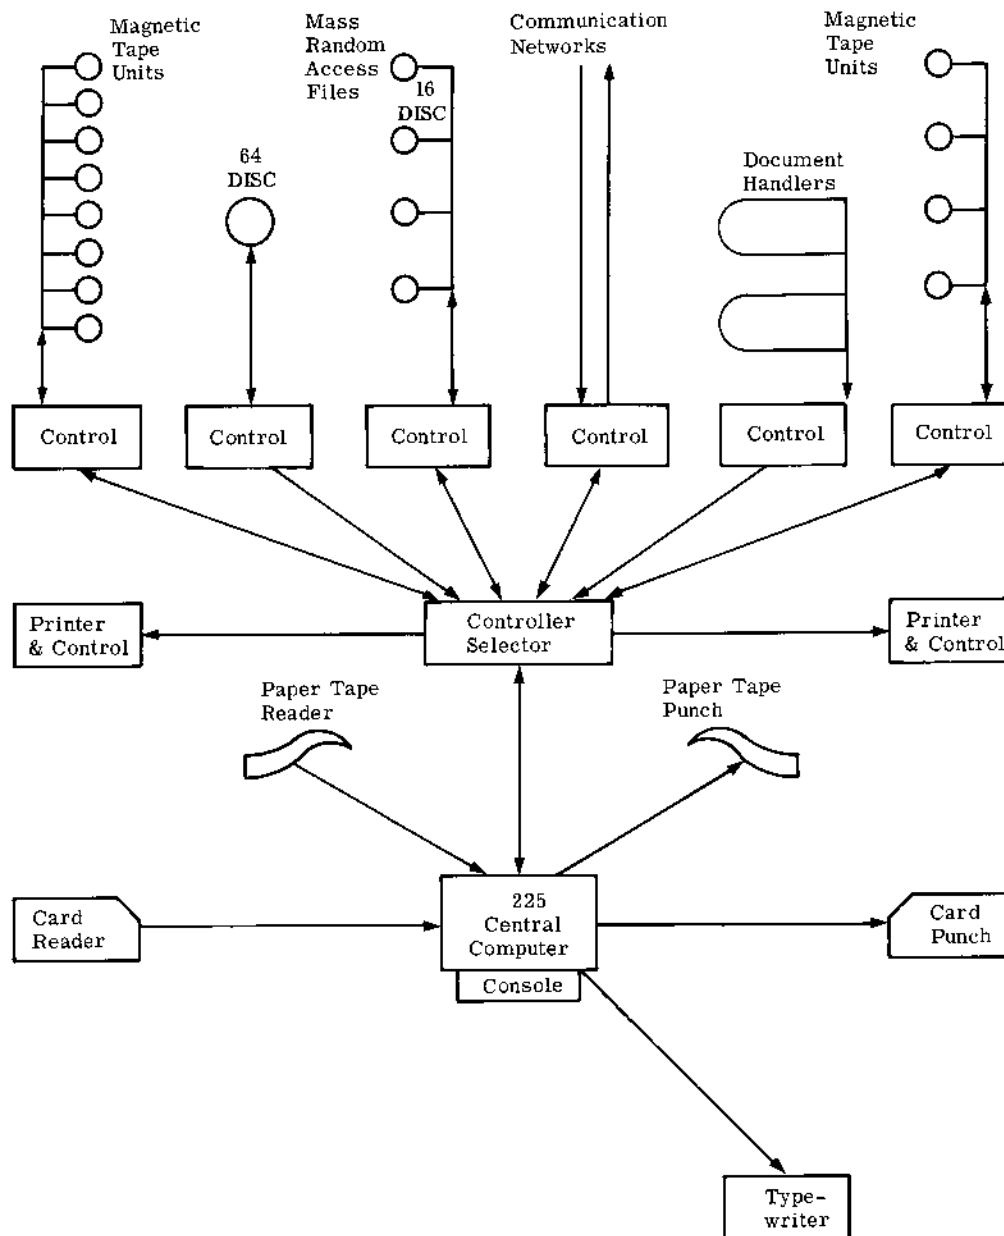 Magnetic
Tape
Units
Mass
Random
Access
Files
16
DISC
Communication
Networks
Magnetic
Tape
Units
64
DISC
Document
Handlers
Control
Control
Control
Control
Control
Control
Printer
& Control
Controller
Selector
Printer
& Control
Paper Tape
Reader
Paper Tape
Punch
Card
Reader
225
Central
Computer
Console
Card
Punch
Type-
writer